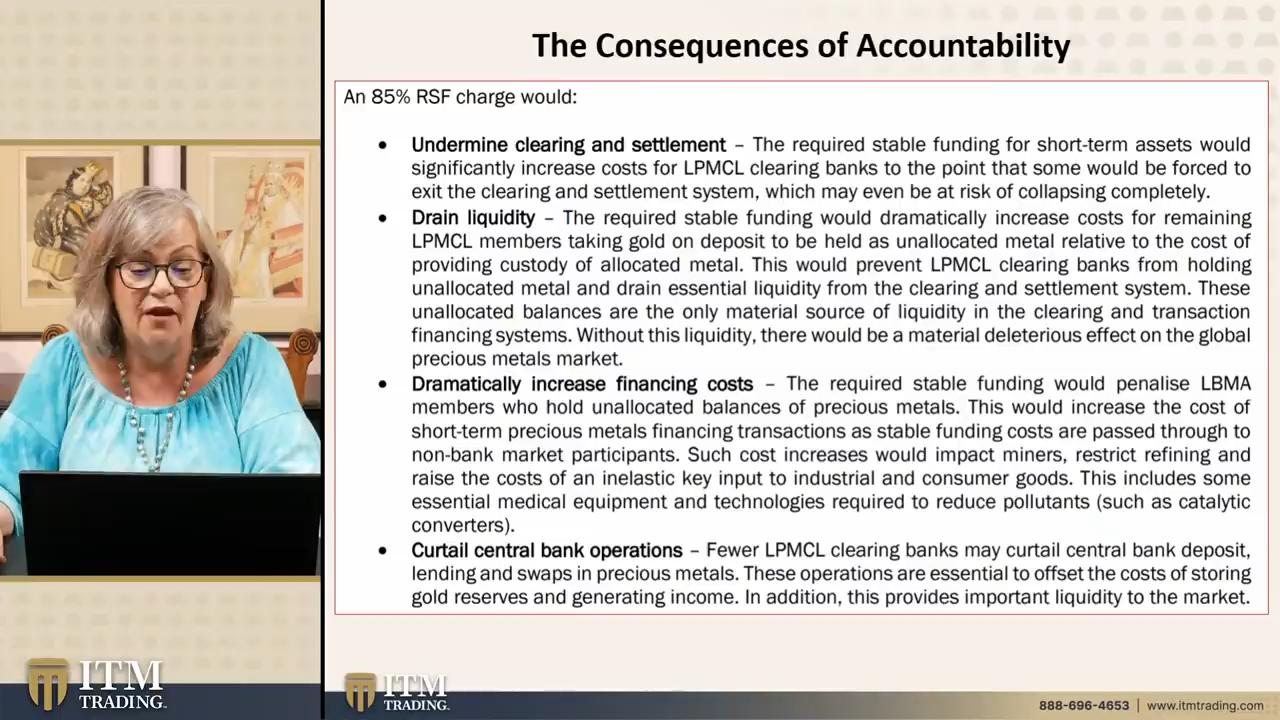 The Consequences of Accountability
An 85% RSF charge would:
• Undermine clearing and settlement – The required stable funding for short-term assets would
significantly increase costs for LPMCL clearing banks to the point that some would be forced to
exit the clearing and settlement system, which may even be at risk of collapsing completely.
• Drain liquidity – The required stable funding would dramatically increase costs for remaining
LPMCL members taking gold on deposit to be held as unallocated metal relative to the cost of
providing custody of allocated metal. This would prevent LPMCL clearing banks from holding
unallocated metal and drain essential liquidity from the clearing and settlement system. These
unallocated balances are the only material source of liquidity in the clearing and transaction
financing systems. Without this liquidity, there would be a material deleterious effect on the global
precious metals market.
• Dramatically increase financing costs – The required stable funding would penalise LBMA
members who hold unallocated balances of precious metals. This would increase the cost of
short-term precious metals financing transactions as stable funding costs are passed through to
non-bank market participants. Such cost increases would impact miners, restrict refining and
raise the costs of an inelastic key input to industrial and consumer goods. This includes some
essential medical equipment and technologies required to reduce pollutants (such as catalytic
converters).
• Curtail central bank operations – Fewer LPMCL clearing banks may curtail central bank deposit,
lending and swaps in precious metals. These operations are essential to offset the costs of storing
gold reserves and generating income. In addition, this provides important liquidity to the market.
ITM
TRADING
ITM
TRADING
888-696-4653 | www.itmtrading.com